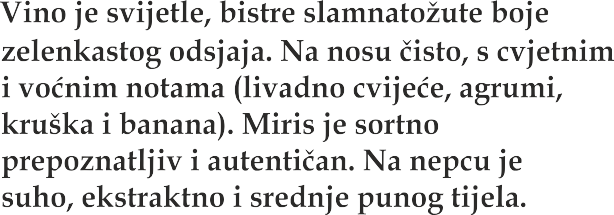 Vino je svijetle, bistre slamnatožute boje
zelenkastog odsjaja. Na nosu čisto, s cvjetnim
i voćnim notama (livadno cvijeće, agrumi,
kruška i banana). Miris je sortno
prepoznatljiv i autentičan. Na nepcu je
suho, ekstraktno i srednje punog tijela.